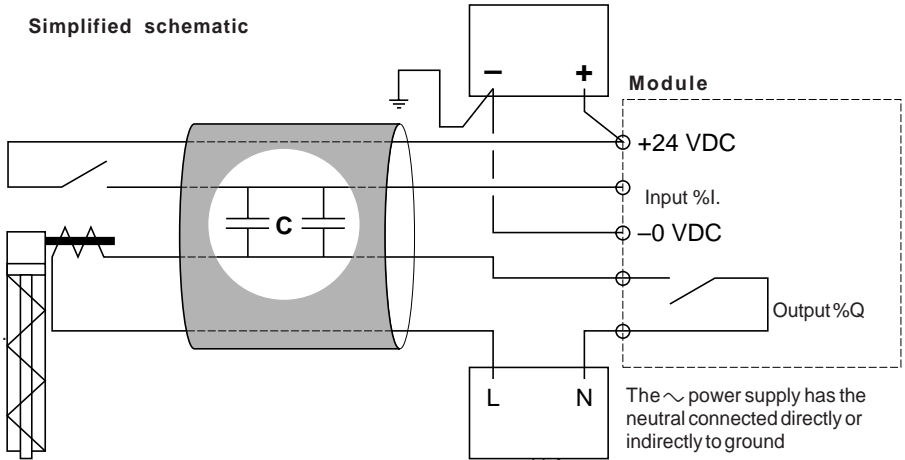 Simplified schematic
− +
Module
+24 VDC
Input %I.
–0 VDC
C
Output %Q
L N
The ∼ power supply has the
neutral connected directly or
indirectly to ground